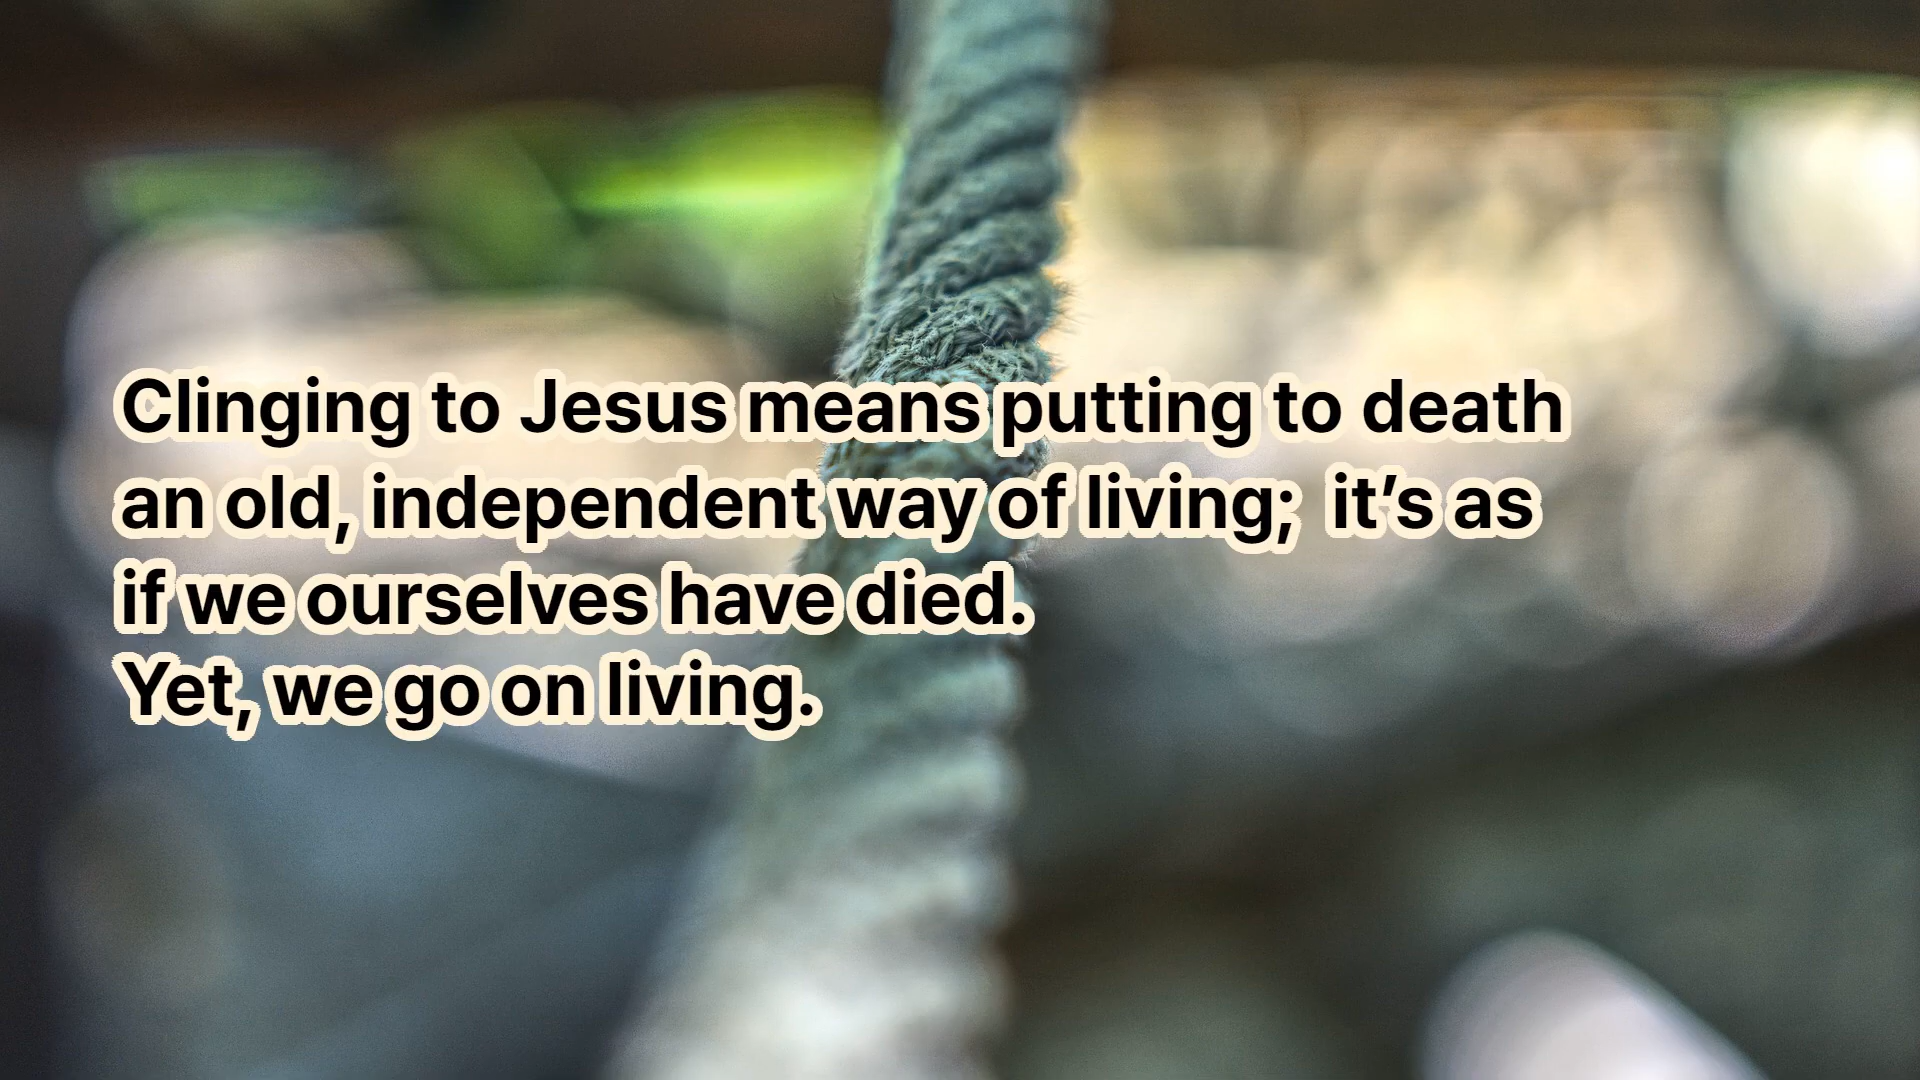 Clinging to Jesus means putting to death
an old, independent way of living;  it’s as
if we ourselves have died.
Yet, we go on living.